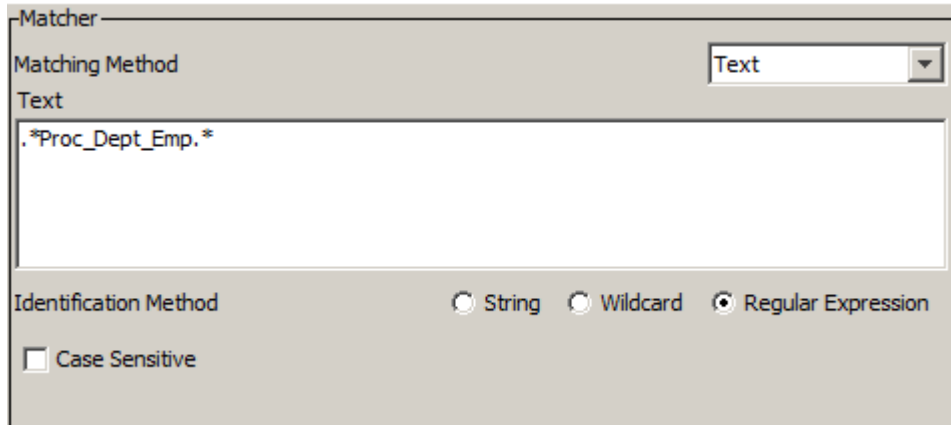 Matcher
Matching Method Text
Text
.*Proc_Dept_Emp.*
Identification Method String Wildcard Regular Expression
Case Sensitive